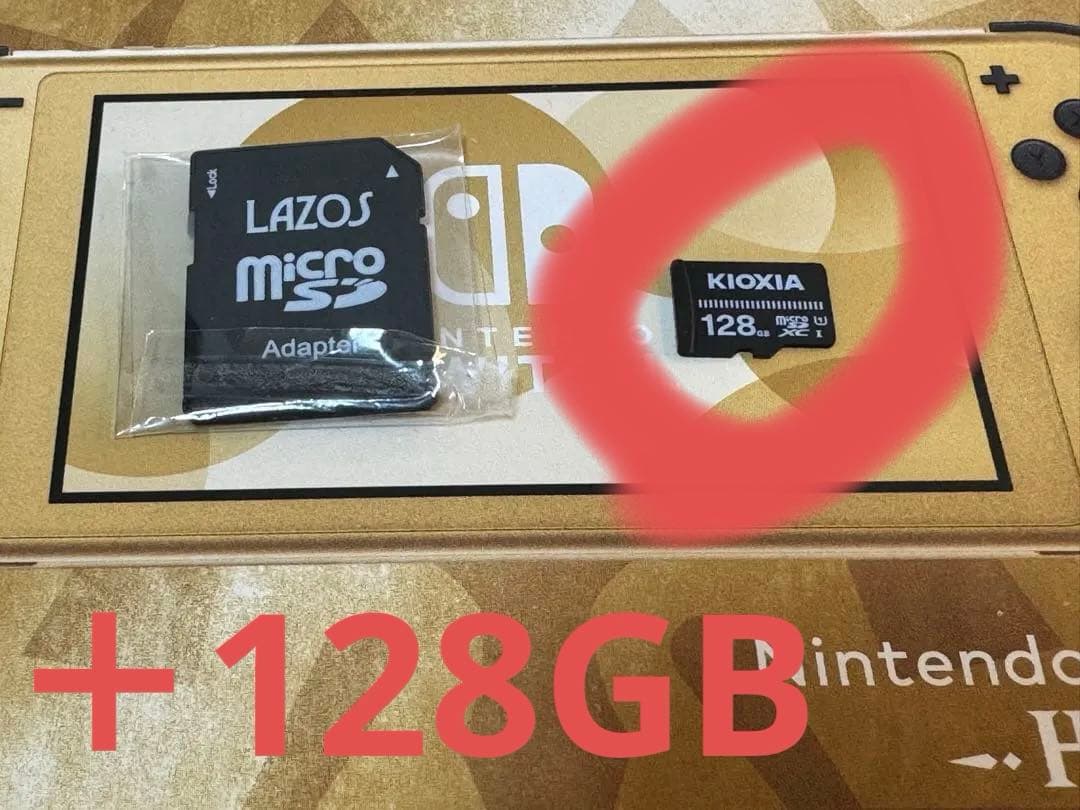 ◀Lock
LAZOS
micro
SD
Adapter
KIOXIA
128GB
micro
SD
XC I
+128GB
Nintendo